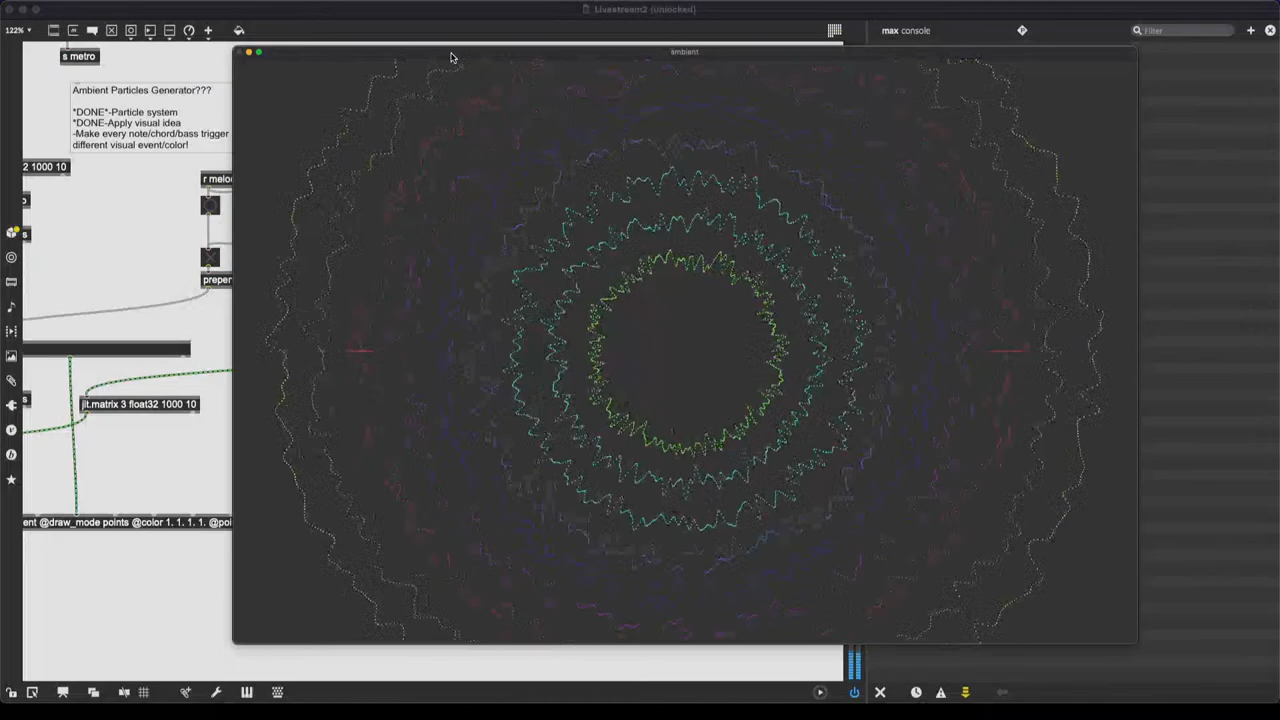 Livestream2 (unlocked)
122%
max console
Filter
ambient
s metro
Ambient Particles Generator???
*DONE*-Particle system
*DONE-Apply visual idea
-Make every note/chord/bass trigger
different visual event/color!
2 1000 10
r melo
prepen
jit.matrix 3 float32 1000 10
ent @draw_mode points @color 1. 1. 1. 1. @poi